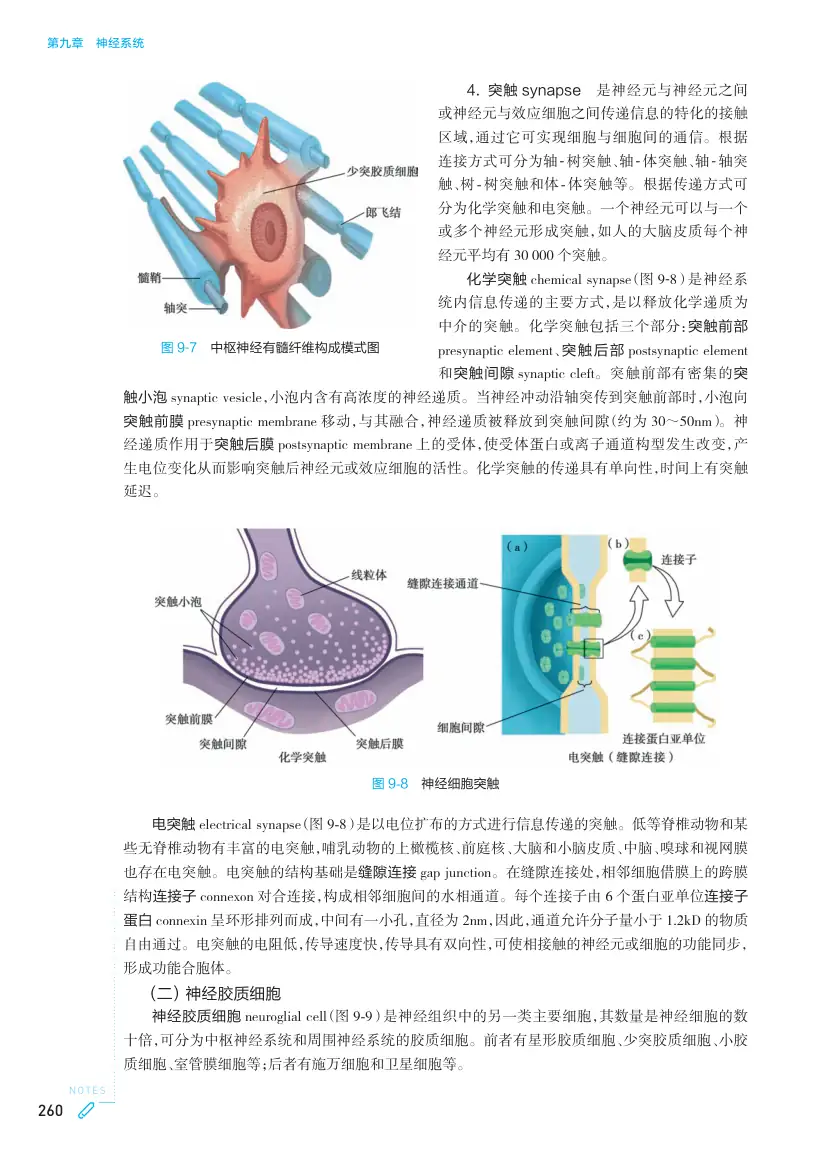 第九章　神经系统
少突胶质细胞
郎飞结
髓鞘
轴突
图 9-7　中枢神经有髓纤维构成模式图
4. 突触 synapse　是神经元与神经元之间
或神经元与效应细胞之间传递信息的特化的接触
区域,通过它可实现细胞与细胞间的通信。根据
连接方式可分为轴-树突触、轴-体突触、轴-轴突
触、树-树突触和体-体突触等。根据传递方式可
分为化学突触和电突触。一个神经元可以与一个
或多个神经元形成突触,如人的大脑皮质每个神
经元平均有 30 000 个突触。
化学突触 chemical synapse(图 9-8)是神经系
统内信息传递的主要方式,是以释放化学递质为
中介的突触。化学突触包括三个部分:突触前部
presynaptic element、突触后部 postsynaptic element
和突触间隙 synaptic cleft。突触前部有密集的突
触小泡 synaptic vesicle,小泡内含有高浓度的神经递质。当神经冲动沿轴突传到突触前部时,小泡向
突触前膜 presynaptic membrane 移动,与其融合,神经递质被释放到突触间隙(约为 30～50nm)。神
经递质作用于突触后膜 postsynaptic membrane 上的受体,使受体蛋白或离子通道构型发生改变,产
生电位变化从而影响突触后神经元或效应细胞的活性。化学突触的传递具有单向性,时间上有突触
延迟。
线粒体
突触小泡
突触前膜
突触间隙
突触后膜
化学突触
(a)
(b)
连接子
缝隙连接通道
(c)
细胞间隙
连接蛋白亚单位
电突触(缝隙连接)
图 9-8　神经细胞突触
电突触 electrical synapse(图 9-8)是以电位扩布的方式进行信息传递的突触。低等脊椎动物和某
些无脊椎动物有丰富的电突触,哺乳动物的上橄榄核、前庭核、大脑和小脑皮质、中脑、嗅球和视网膜
也存在电突触。电突触的结构基础是缝隙连接 gap junction。在缝隙连接处,相邻细胞借膜上的跨膜
结构连接子 connexon 对合连接,构成相邻细胞间的水相通道。每个连接子由 6 个蛋白亚单位连接子
蛋白 connexin 呈环形排列而成,中间有一小孔,直径为 2nm,因此,通道允许分子量小于 1.2kD 的物质
自由通过。电突触的电阻低,传导速度快,传导具有双向性,可使相接触的神经元或细胞的功能同步,
形成功能合胞体。
(二)神经胶质细胞
神经胶质细胞 neuroglial cell(图 9-9)是神经组织中的另一类主要细胞,其数量是神经细胞的数
十倍,可分为中枢神经系统和周围神经系统的胶质细胞。前者有星形胶质细胞、少突胶质细胞、小胶
质细胞、室管膜细胞等;后者有施万细胞和卫星细胞等。
NOTES
260